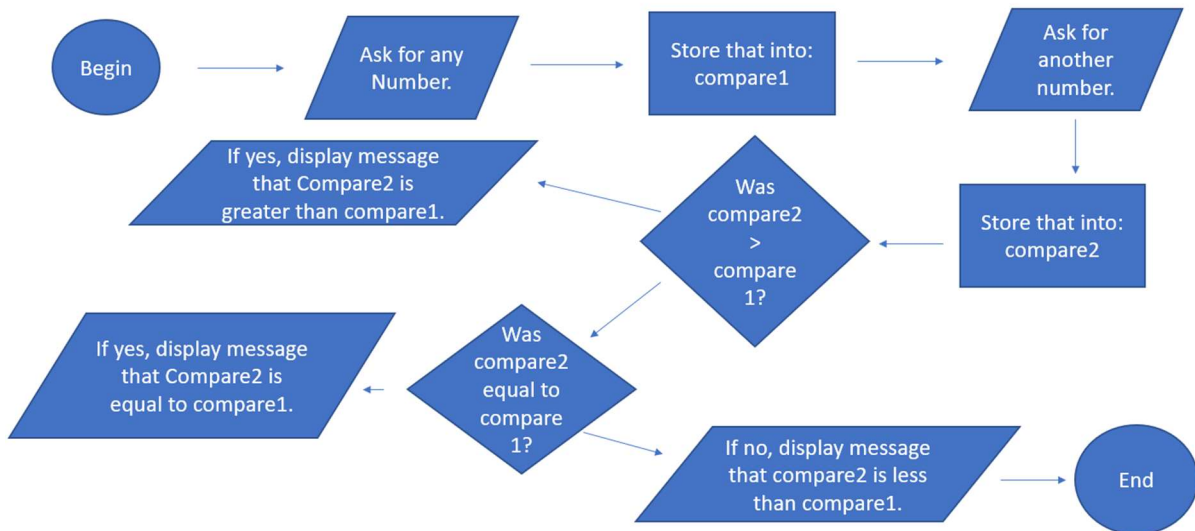 Begin
Ask for any
Number.
Store that into:
compare1
Ask for
another
number.
Store that into:
compare2
Was
compare2
>
compare
1?
If yes, display message
that Compare2 is
greater than compare1.
Was
compare2
equal to
compare
1?
If yes, display message
that Compare2 is
equal to compare1.
If no, display message
that compare2 is less
than compare1.
End